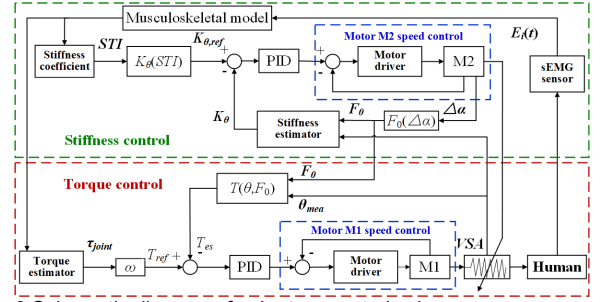 Musculoskeletal model
Stiffness coefficient
STI
K_θ(STI)
K_θ,ref
+
-
PID
+
-
Motor M2 speed control
Motor driver
M2
E_i(t)
sEMG sensor
K_θ
Stiffness estimator
F_0
F_0(△α)
△α
Stiffness control
Torque control
T(θ,F_0)
F_0
θ_mea
Torque estimator
τ_joint
ω
T_ref
+
-
T_es
PID
+
-
Motor M1 speed control
Motor driver
M1
VSA
Human